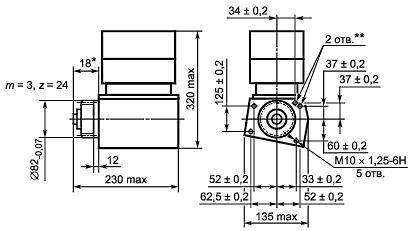 34 ± 0,2
2 отв.**
18*
37 ± 0,2
37 ± 0,2
m = 3, z = 24
320 max
125 ± 0,2
Ø82-0,07
12
60 ± 0,2
M10 × 1,25-6H
5 отв.
230 max
52 ± 0,2
33 ± 0,2
62,5 ± 0,2
52 ± 0,2
135 max